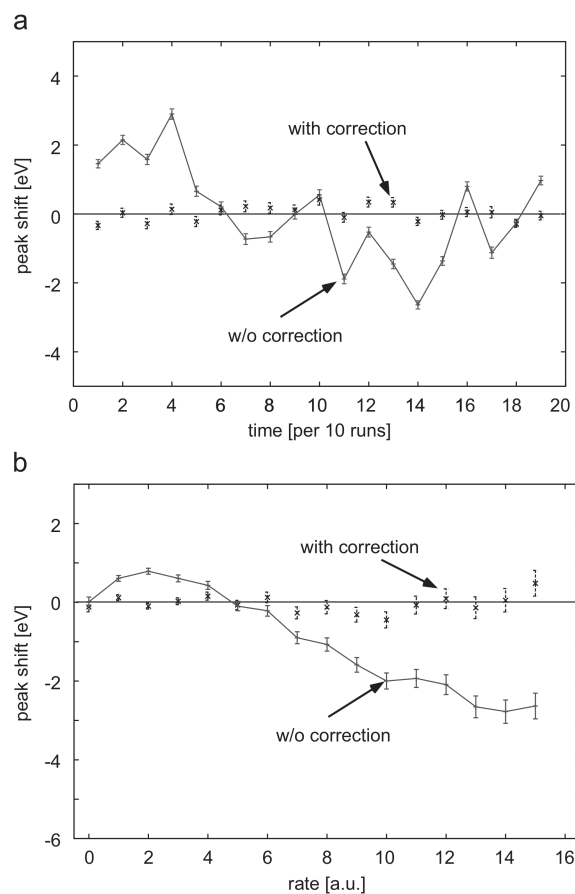 a
4
2
0
-2
-4
peak shift [eV]
with correction
w/o correction
0 2 4 6 8 10 12 14 16 18 20
time [per 10 runs]
b
2
0
-2
-4
-6
peak shift [eV]
with correction
w/o correction
0 2 4 6 8 10 12 14 16
rate [a.u.]